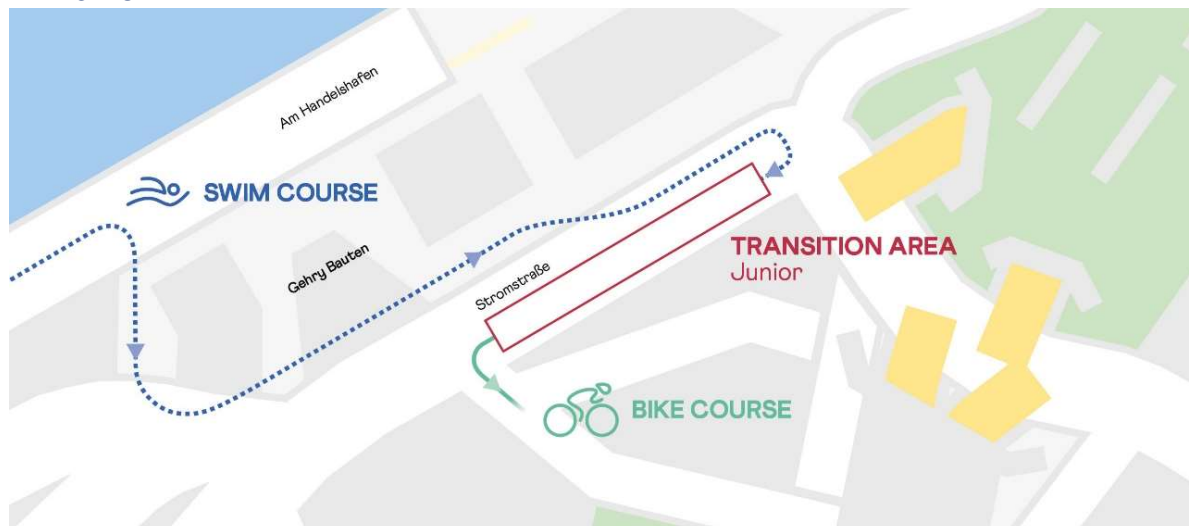 Am Handelshafen
SWIM COURSE
Gehry Bauten
Stromstraße
TRANSITION AREA
Junior
BIKE COURSE